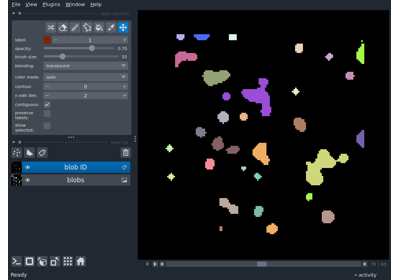 File View Plugins Window Help
label: 1
opacity: 0.70
brush size: 10
blending: translucent
color mode: auto
contour: 0
n edit dim: 2
contiguous:
preserve labels:
show selected:
blob ID
blobs
Ready
activity